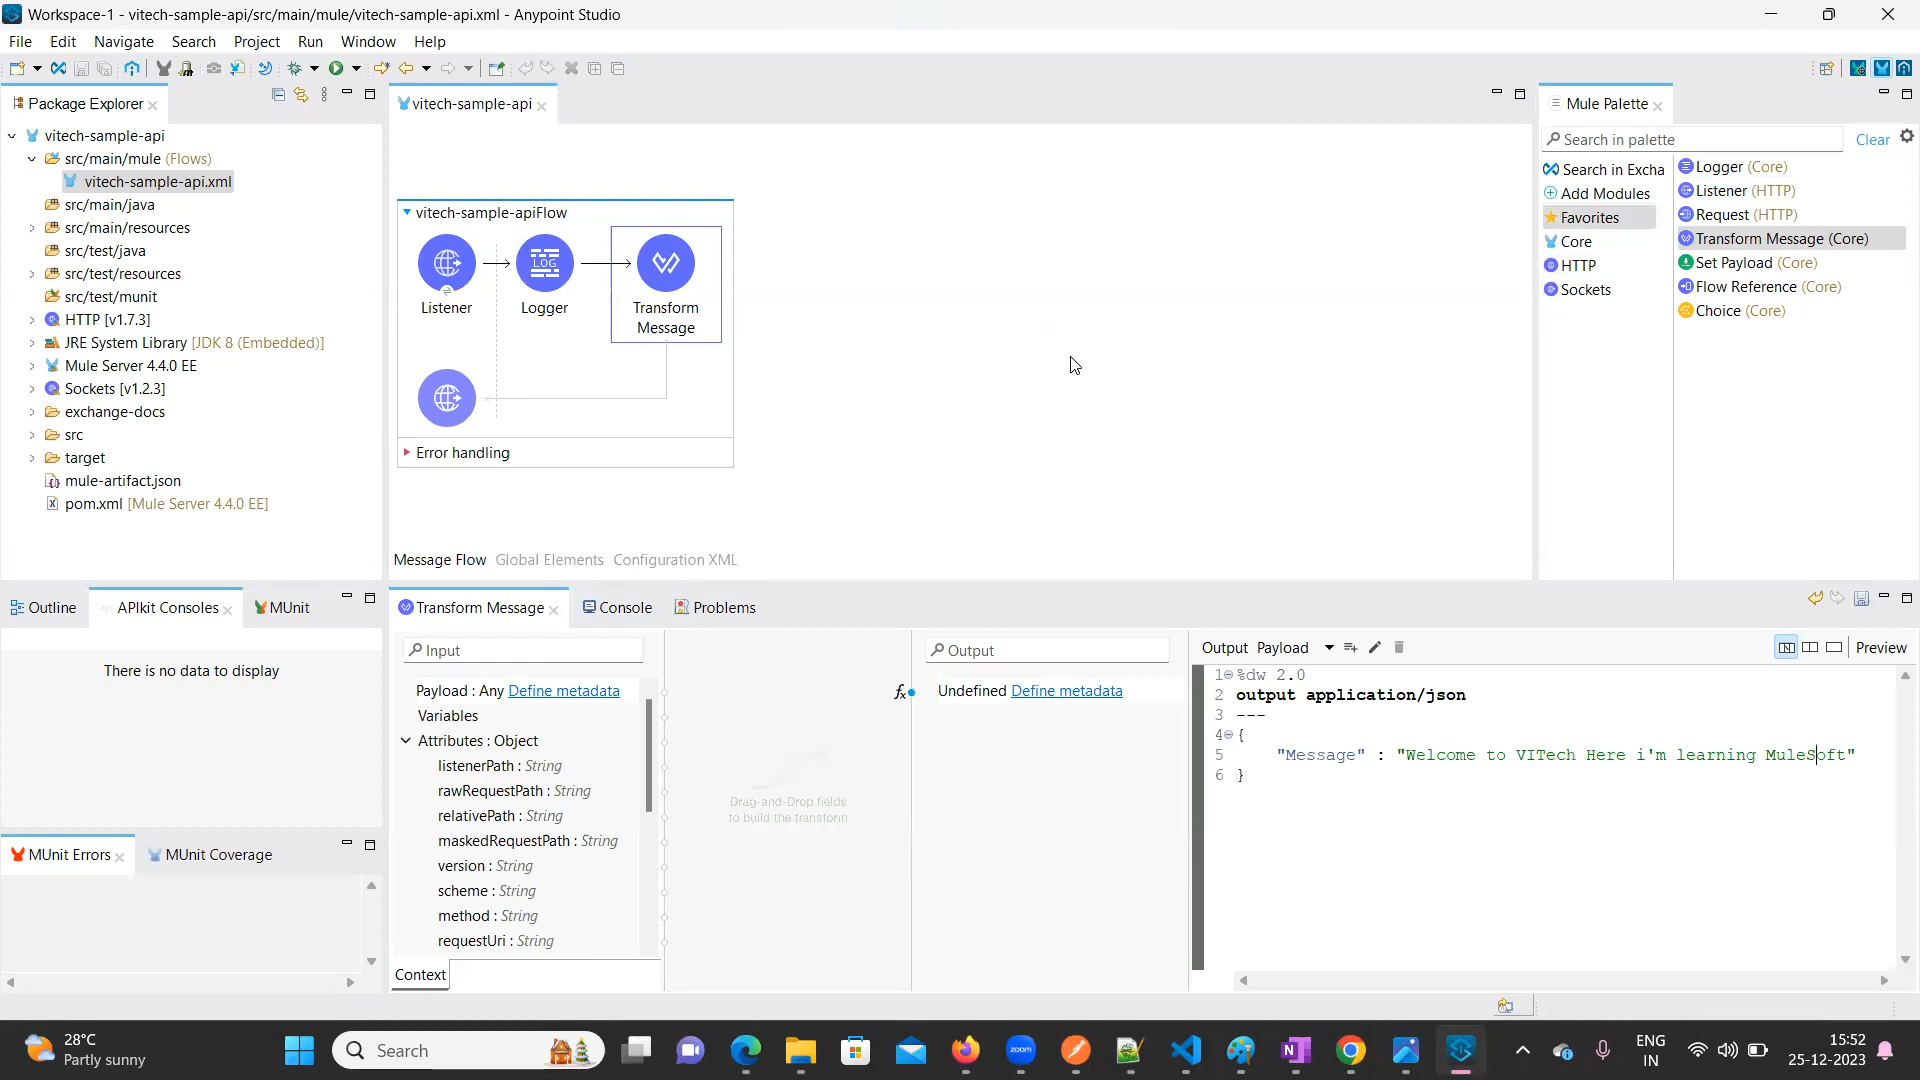 Workspace-1 - vitech-sample-api/src/main/mule/vitech-sample-api.xml - Anypoint Studio
File Edit Navigate Search Project Run Window Help
Package Explorer
vitech-sample-api
src/main/mule (Flows)
vitech-sample-api.xml
src/main/java
src/main/resources
src/test/java
src/test/resources
src/test/munit
HTTP [v1.7.3]
JRE System Library [JDK 8 (Embedded)]
Mule Server 4.4.0 EE
Sockets [v1.2.3]
exchange-docs
src
target
mule-artifact.json
pom.xml [Mule Server 4.4.0 EE]
vitech-sample-api
vitech-sample-apiFlow
LOG
Listener
Logger
Transform
Message
Error handling
Message Flow Global Elements Configuration XML
Mule Palette
Search in palette
Clear
Search in Excha
Add Modules
Favorites
Core
HTTP
Sockets
Logger (Core)
Listener (HTTP)
Request (HTTP)
Transform Message (Core)
Set Payload (Core)
Flow Reference (Core)
Choice (Core)
Outline
APIkit Consoles
MUnit
There is no data to display
MUnit Errors
MUnit Coverage
Transform Message
Console
Problems
Input
Payload : Any Define metadata
Variables
Attributes : Object
listenerPath : String
rawRequestPath : String
relativePath : String
maskedRequestPath : String
version : String
scheme : String
method : String
requestUri : String
Context
Drag-and-Drop fields
to build the transform
fx
Output
Undefined Define metadata
Output Payload
Preview
1 %dw 2.0
2 output application/json
3 ---
4 {
5 "Message" : "Welcome to VITech Here i'm learning MuleSoft"
6 }
28°C
Partly sunny
Search
zoom
ENG
IN
15:52
25-12-2023